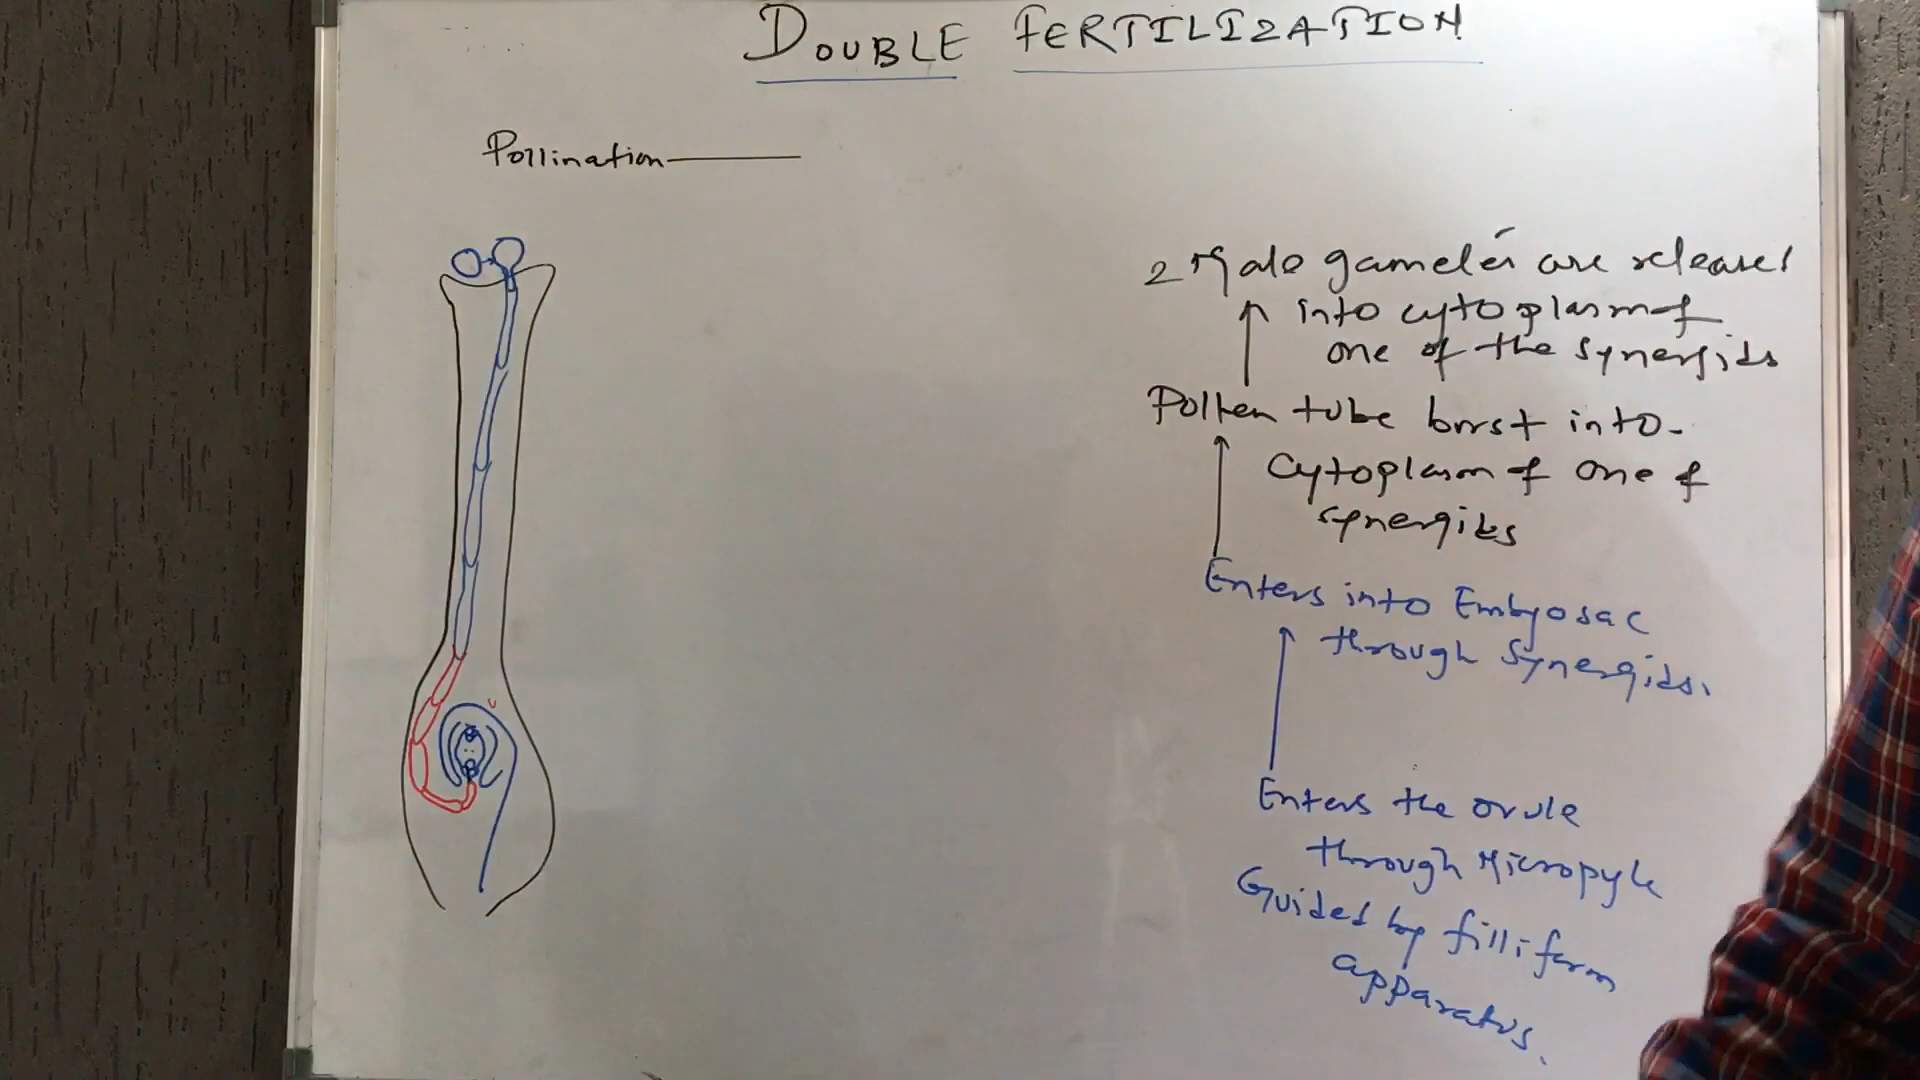 DOUBLE FERTILIZATION
Pollination
2 Male gametes are released
into cytoplasm of
one of the synergids
Pollen tube burst into
Cytoplasm of one of
synergids
Enters into Embyosac
through Synergids.
Enters the ovule
through Micropyle
Guided by filliform
apparatus.